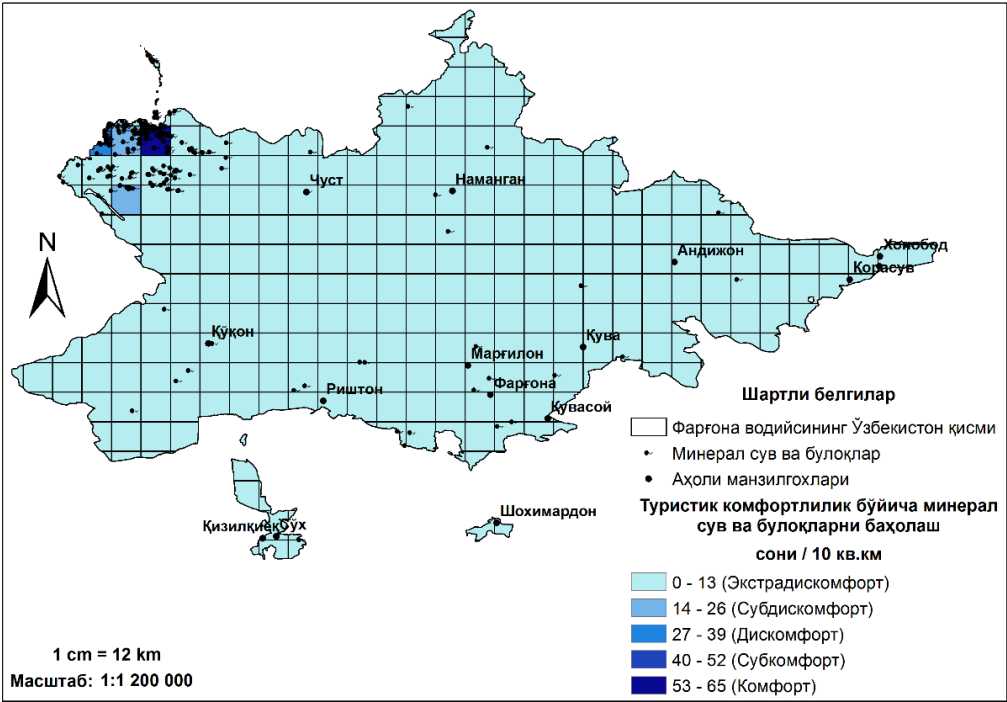 Чуст
Наманган
N
Андижон
Хонобод
Қорасув
Қўқон
Қува
Марғилон
Фарғона
Риштон
Қувасой
Шохимардон
Қизилқиёқ
Сўх
Шартли белгилар
Фарғона водийсининг Ўзбекистон қисми
Минерал сув ва булоқлар
Аҳоли манзилгохлари
Туристик комфортлилик бўйича минерал
сув ва булоқларни баҳолаш
сони / 10 кв.км
0 - 13 (Экстрадискомфорт)
14 - 26 (Субдискомфорт)
27 - 39 (Дискомфорт)
40 - 52 (Субкомфорт)
53 - 65 (Комфорт)
1 cm = 12 km
Масштаб: 1:1 200 000